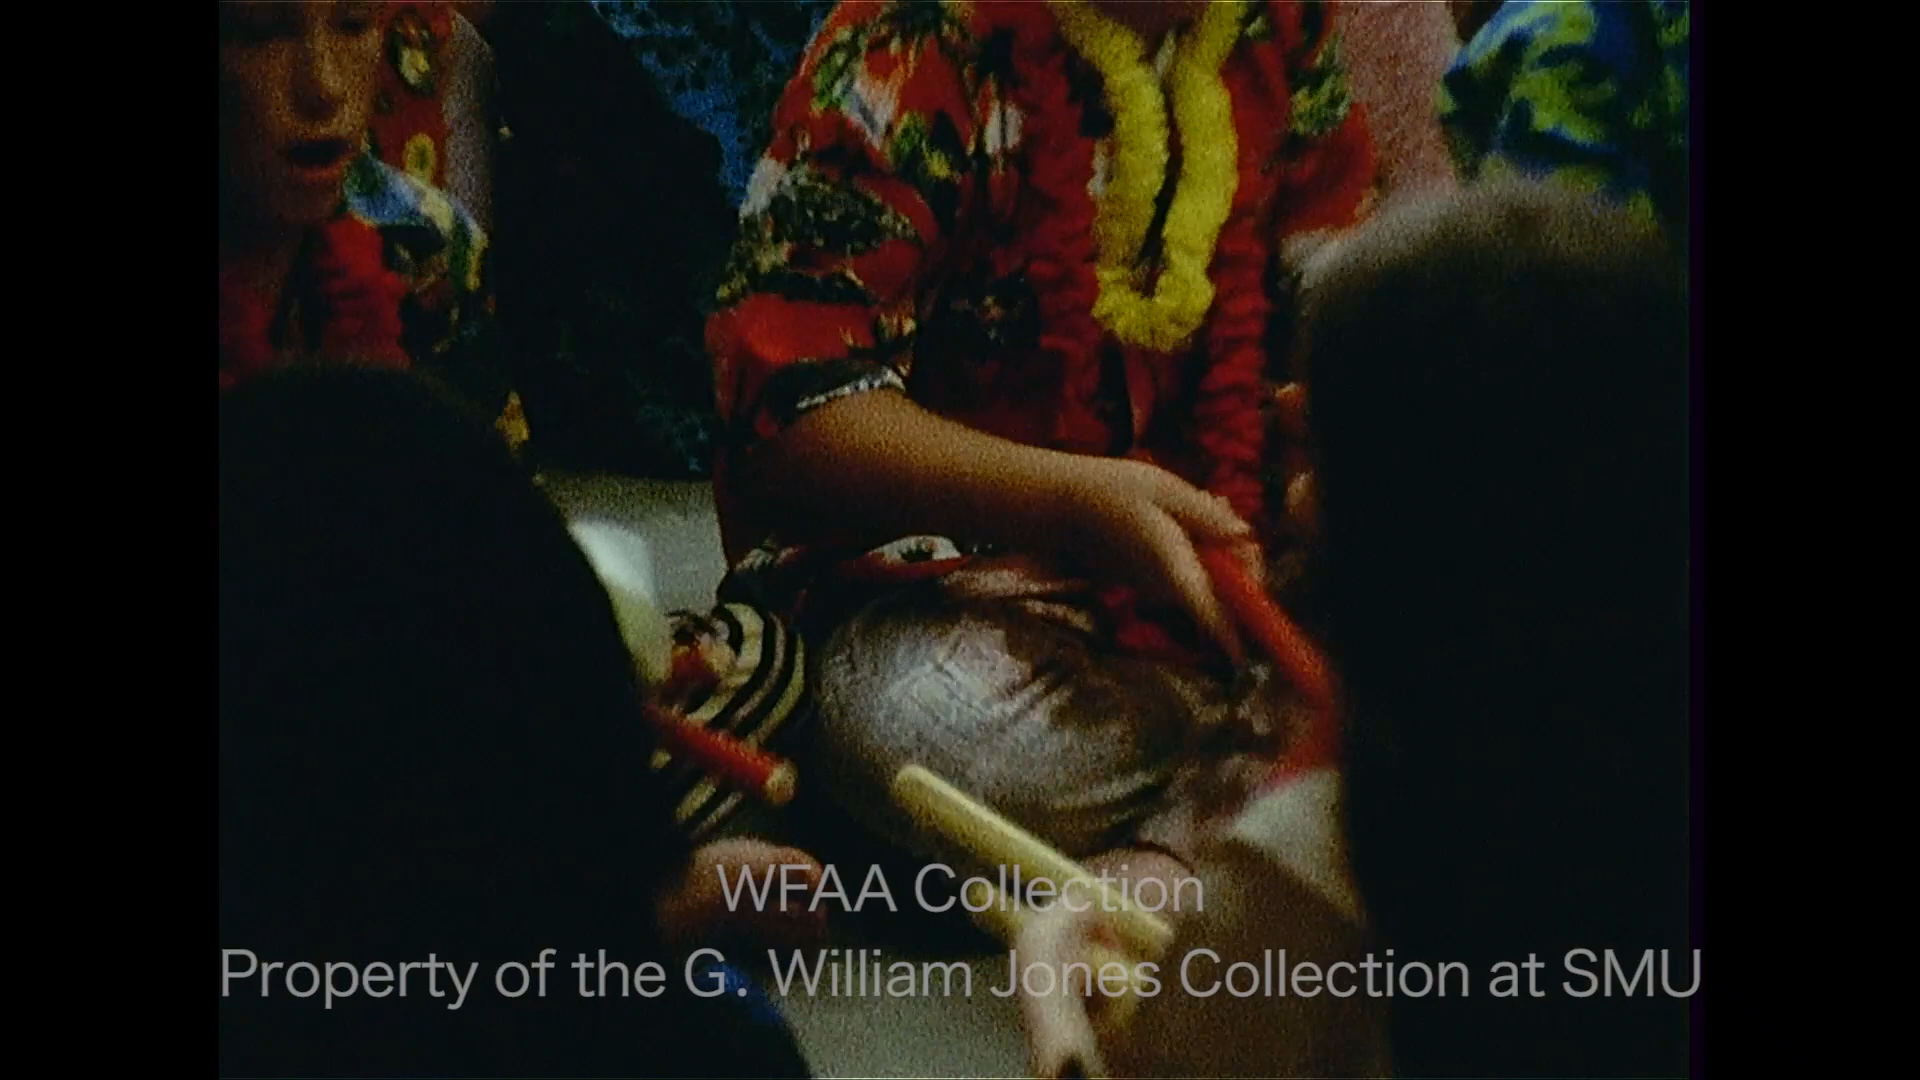 WFAA Collection
Property of the G. William Jones Collection at SMU